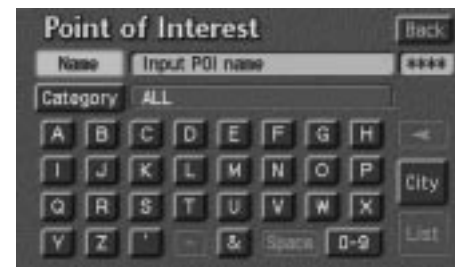 Point of Interest Back
Name Input POI name ****
Category ALL
A B C D E F G H
I J K L M N O P City
Q R S T U V W X
Y Z ' - & Space 0-9 List